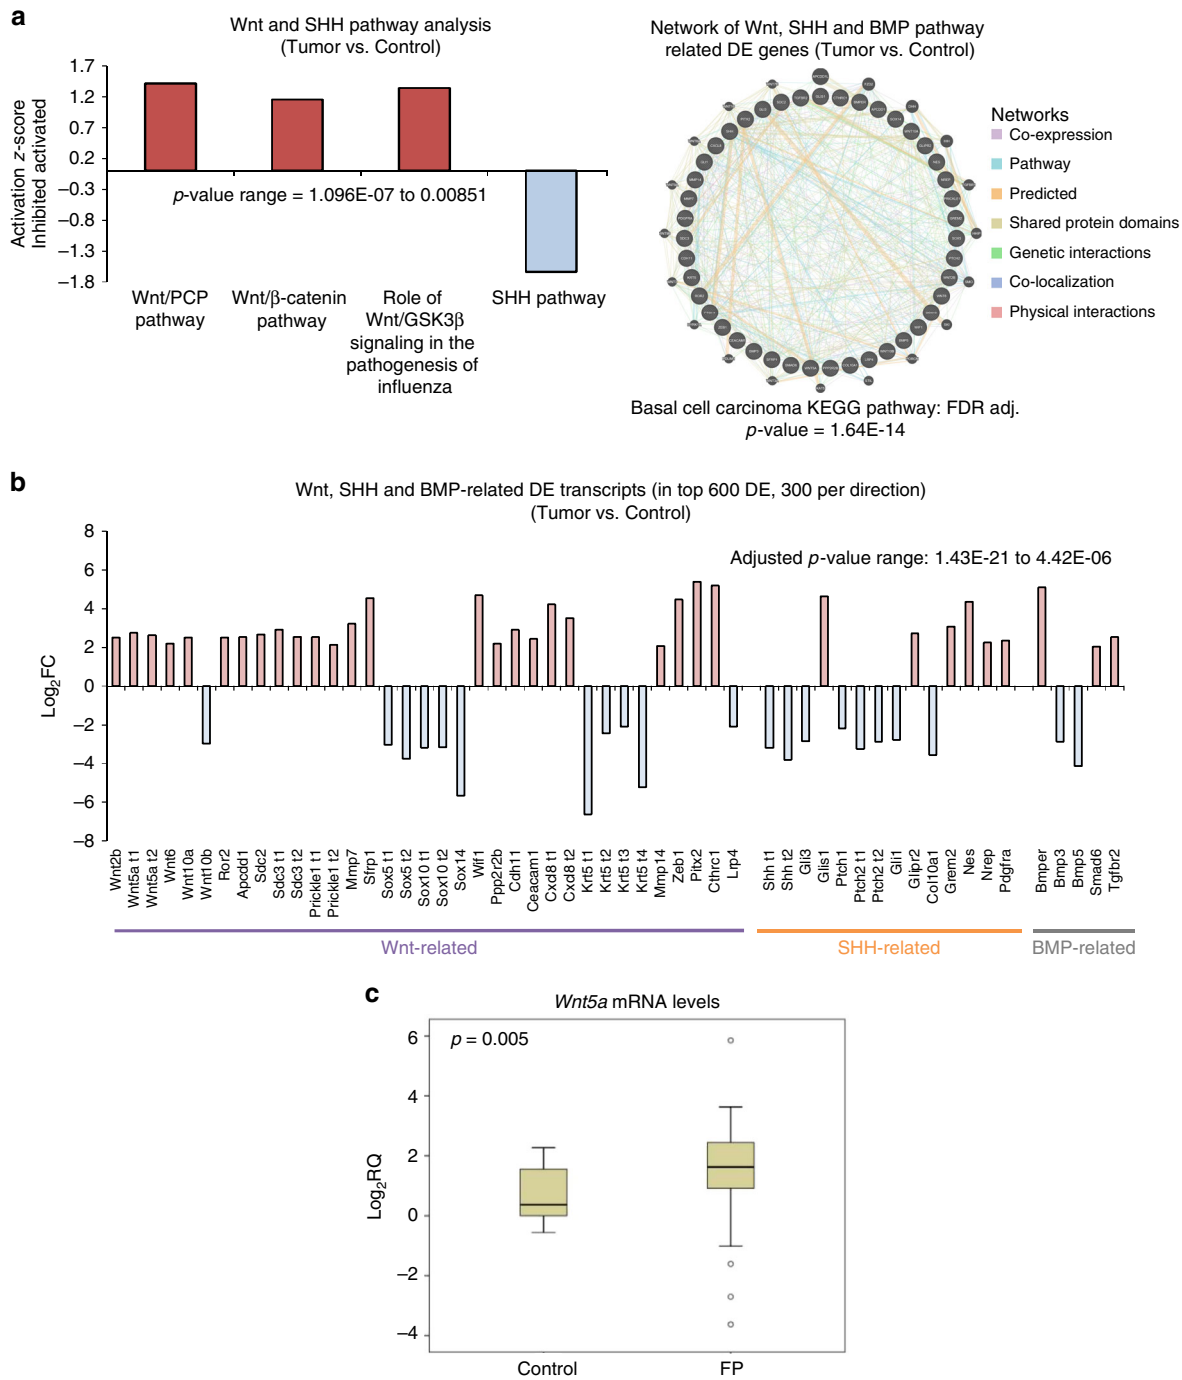 a
Wnt and SHH pathway analysis
(Tumor vs. Control)
Activation z-score
Inhibited activated
1.7
1.2
0.7
0.2
−0.3
−0.8
−1.3
−1.8
p-value range = 1.096E-07 to 0.00851
Wnt/PCP
pathway
Wnt/β-catenin
pathway
Role of
Wnt/GSK3β
signaling in the
pathogenesis of
influenza
SHH pathway
Network of Wnt, SHH and BMP pathway
related DE genes (Tumor vs. Control)
Networks
Co-expression
Pathway
Predicted
Shared protein domains
Genetic interactions
Co-localization
Physical interactions
Basal cell carcinoma KEGG pathway: FDR adj.
p-value = 1.64E-14
b
Wnt, SHH and BMP-related DE transcripts (in top 600 DE, 300 per direction)
(Tumor vs. Control)
Adjusted p-value range: 1.43E-21 to 4.42E-06
Log2FC
8
6
4
2
0
−2
−4
−6
−8
Wnt2b
Wnt5a t1
Wnt5a t2
Wnt6
Wnt10a
Wnt10b
Ror2
Apcdd1
Sdc2
Sdc3 t1
Sdc3 t2
Prickle1 t1
Prickle1 t2
Mmp7
Sfrp1
Sox5 t1
Sox5 t2
Sox10 t1
Sox10 t2
Sox14
Wif1
Ppp2r2b
Cdh11
Ceacam1
Cxd8 t1
Cxd8 t2
Krt5 t1
Krt5 t2
Krt5 t3
Krt5 t4
Mmp14
Zeb1
Pitx2
Cthrc1
Lrp4
Shh t1
Shh t2
Gli3
Glis1
Ptch1
Ptch2 t1
Ptch2 t2
Gli1
Glipr2
Col10a1
Grem2
Nes
Nrep
Pdgfra
Bmper
Bmp3
Bmp5
Smad6
Tgfbr2
Wnt-related
SHH-related
BMP-related
c
Wnt5a mRNA levels
p = 0.005
Log2RQ
6
4
2
0
−2
−4
Control
FP